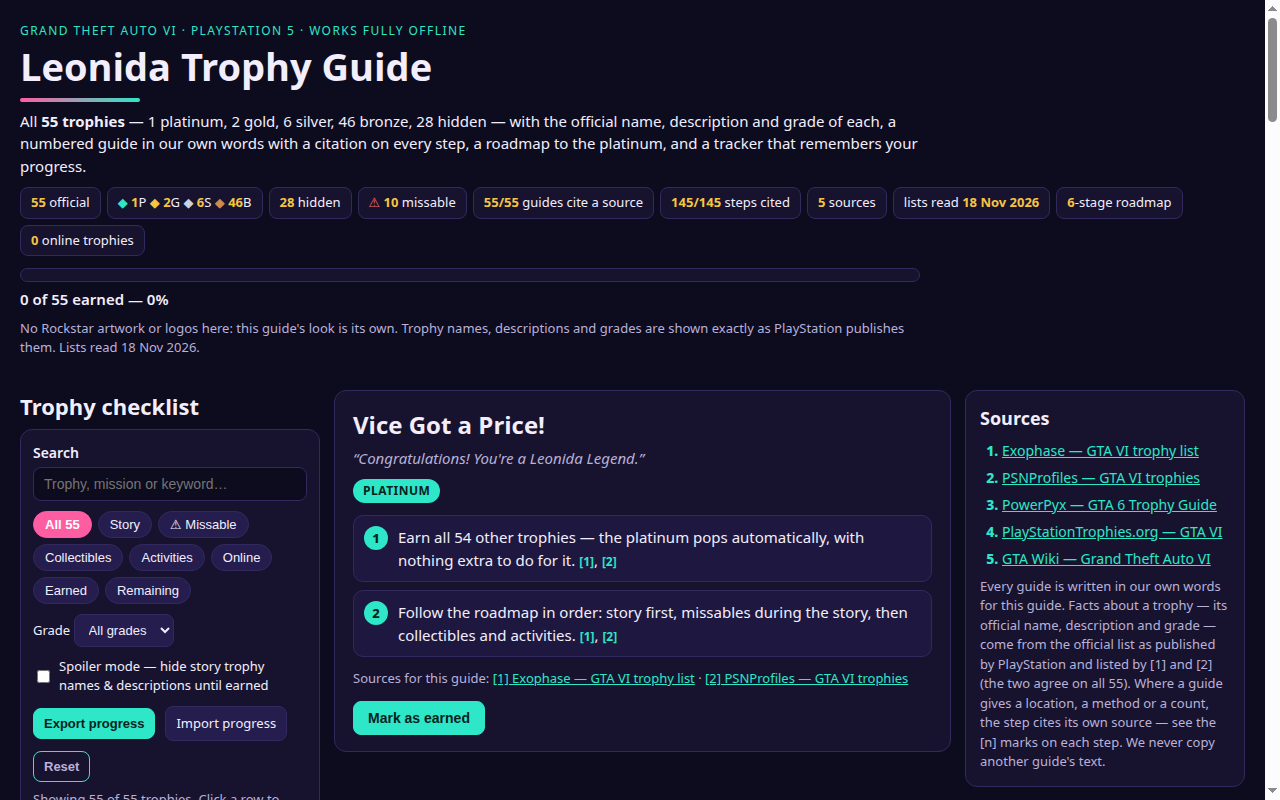 GRAND THEFT AUTO VI · PLAYSTATION 5 · WORKS FULLY OFFLINE
Leonida Trophy Guide
All 55 trophies — 1 platinum, 2 gold, 6 silver, 46 bronze, 28 hidden — with the official name, description and grade of each, a
numbered guide in our own words with a citation on every step, a roadmap to the platinum, and a tracker that remembers your
progress.
55 official
◆ 1P ◆ 2G ◆ 6S ◆ 46B
28 hidden
⚠ 10 missable
55/55 guides cite a source
145/145 steps cited
5 sources
lists read 18 Nov 2026
6-stage roadmap
0 online trophies
0 of 55 earned — 0%
No Rockstar artwork or logos here: this guide's look is its own. Trophy names, descriptions and grades are shown exactly as PlayStation publishes
them. Lists read 18 Nov 2026.
Trophy checklist
Search
Trophy, mission or keyword…
All 55
Story
⚠ Missable
Collectibles
Activities
Online
Earned
Remaining
Grade
All grades
Spoiler mode — hide story trophy
names & descriptions until earned
Export progress
Import progress
Reset
Showing 55 of 55 trophies. Click a row to
Vice Got a Price!
“Congratulations! You're a Leonida Legend.”
PLATINUM
1
Earn all 54 other trophies — the platinum pops automatically, with
nothing extra to do for it. [1], [2]
2
Follow the roadmap in order: story first, missables during the story, then
collectibles and activities. [1], [2]
Sources for this guide: [1] Exophase — GTA VI trophy list · [2] PSNProfiles — GTA VI trophies
Mark as earned
Sources
1. Exophase — GTA VI trophy list
2. PSNProfiles — GTA VI trophies
3. PowerPyx — GTA 6 Trophy Guide
4. PlayStationTrophies.org — GTA VI
5. GTA Wiki — Grand Theft Auto VI
Every guide is written in our own words
for this guide. Facts about a trophy — its
official name, description and grade —
come from the official list as published
by PlayStation and listed by [1] and [2]
(the two agree on all 55). Where a guide
gives a location, a method or a count,
the step cites its own source — see the
[n] marks on each step. We never copy
another guide's text.